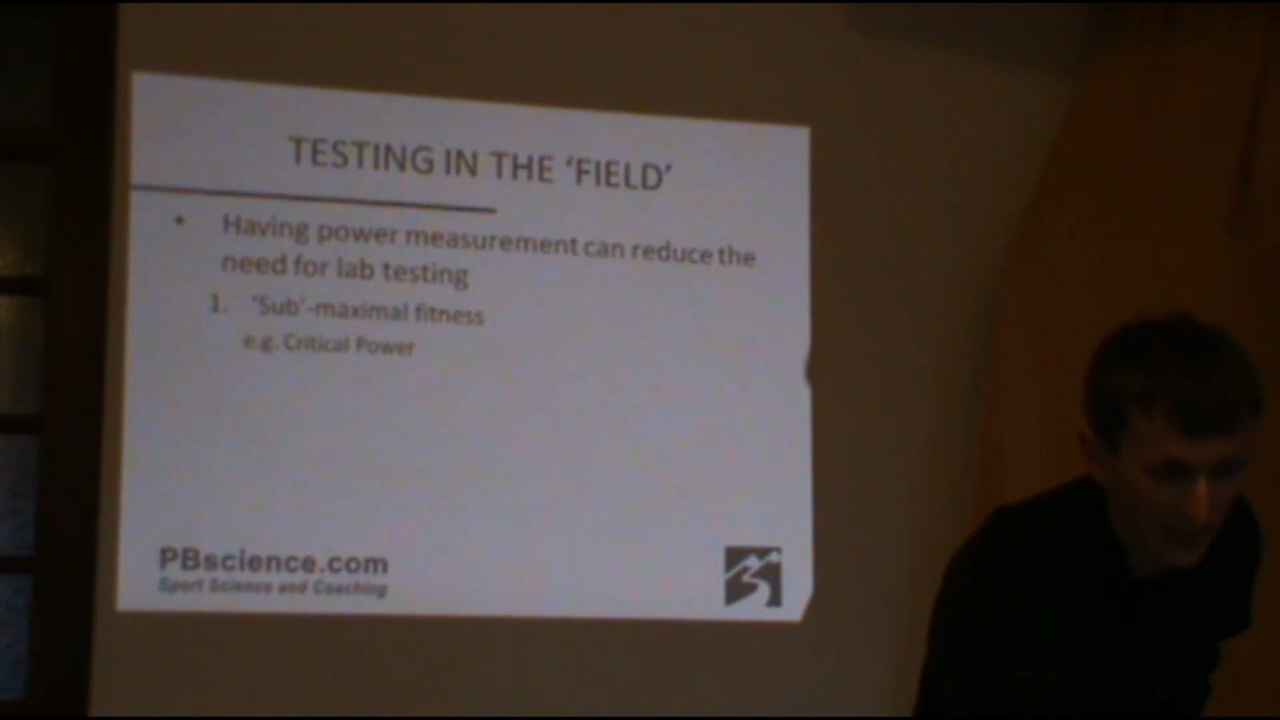 TESTING IN THE ‘FIELD’
• Having power measurement can reduce the
need for lab testing
1. ‘Sub’-maximal fitness
e.g. Critical Power
PBscience.com
Sport Science and Coaching